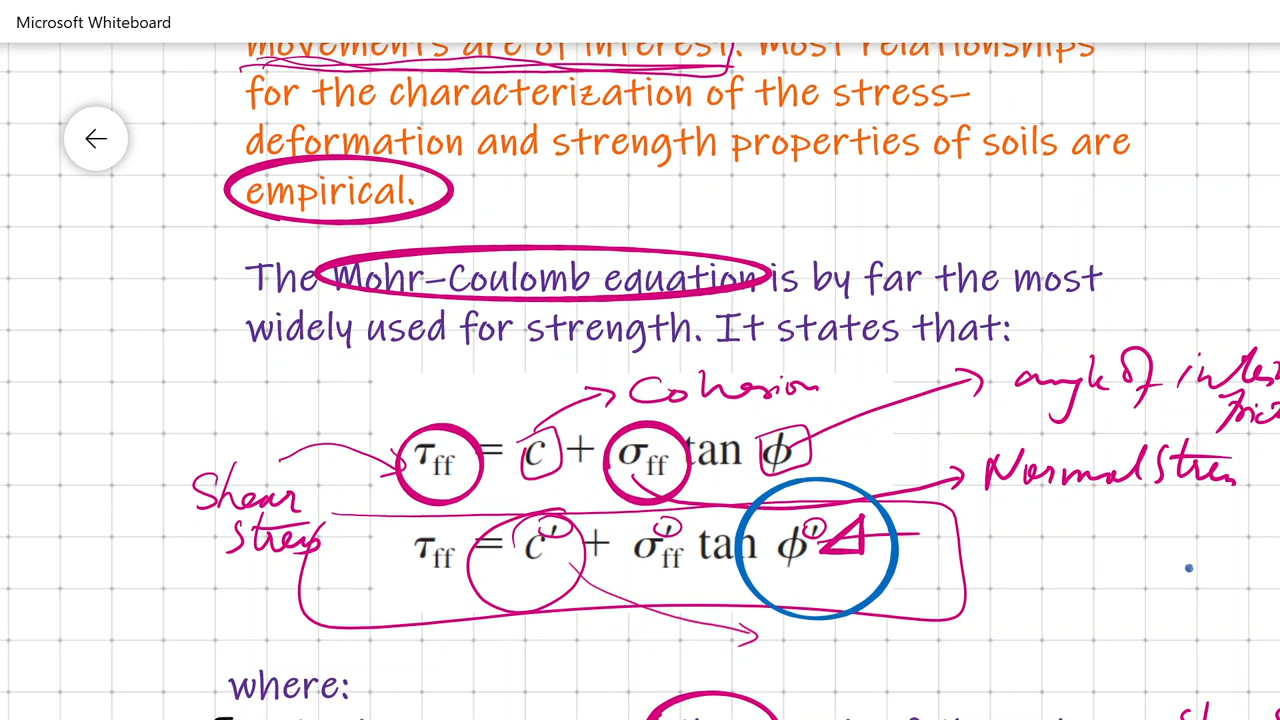 Microsoft Whiteboard
movements are of interest. Most relationships
for the characterization of the stress–
deformation and strength properties of soils are
empirical.
The Mohr–Coulomb equation is by far the most
widely used for strength. It states that:
Cohesion
angle of
τff = c + σff tan ϕ
Normal Stress
Shear
Stress
τff = c′ + σ′ff tan ϕ′
where: